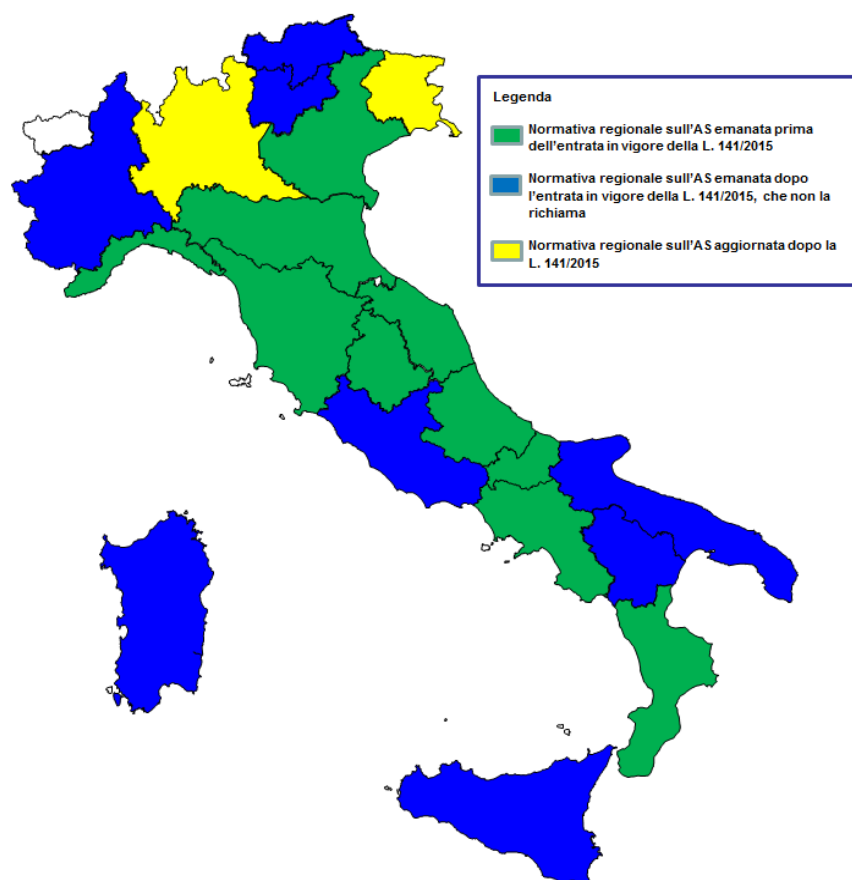 Legenda
Normativa regionale sull'AS emanata prima
dell'entrata in vigore della L. 141/2015
Normativa regionale sull'AS emanata dopo
l'entrata in vigore della L. 141/2015, che non la
richiama
Normativa regionale sull'AS aggiornata dopo la
L. 141/2015